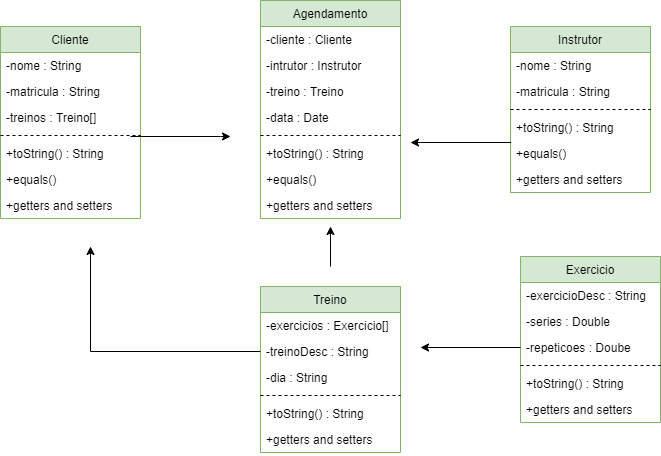 Cliente
-nome : String
-matricula : String
-treinos : Treino[]
+toString() : String
+equals()
+getters and setters
Agendamento
-cliente : Cliente
-intrutor : Instrutor
-treino : Treino
-data : Date
+toString() : String
+equals()
+getters and setters
Instrutor
-nome : String
-matricula : String
+toString() : String
+equals()
+getters and setters
Treino
-exercicios : Exercicio[]
-treinoDesc : String
-dia : String
+toString() : String
+getters and setters
Exercicio
-exercicioDesc : String
-series : Double
-repeticoes : Doube
+toString() : String
+getters and setters